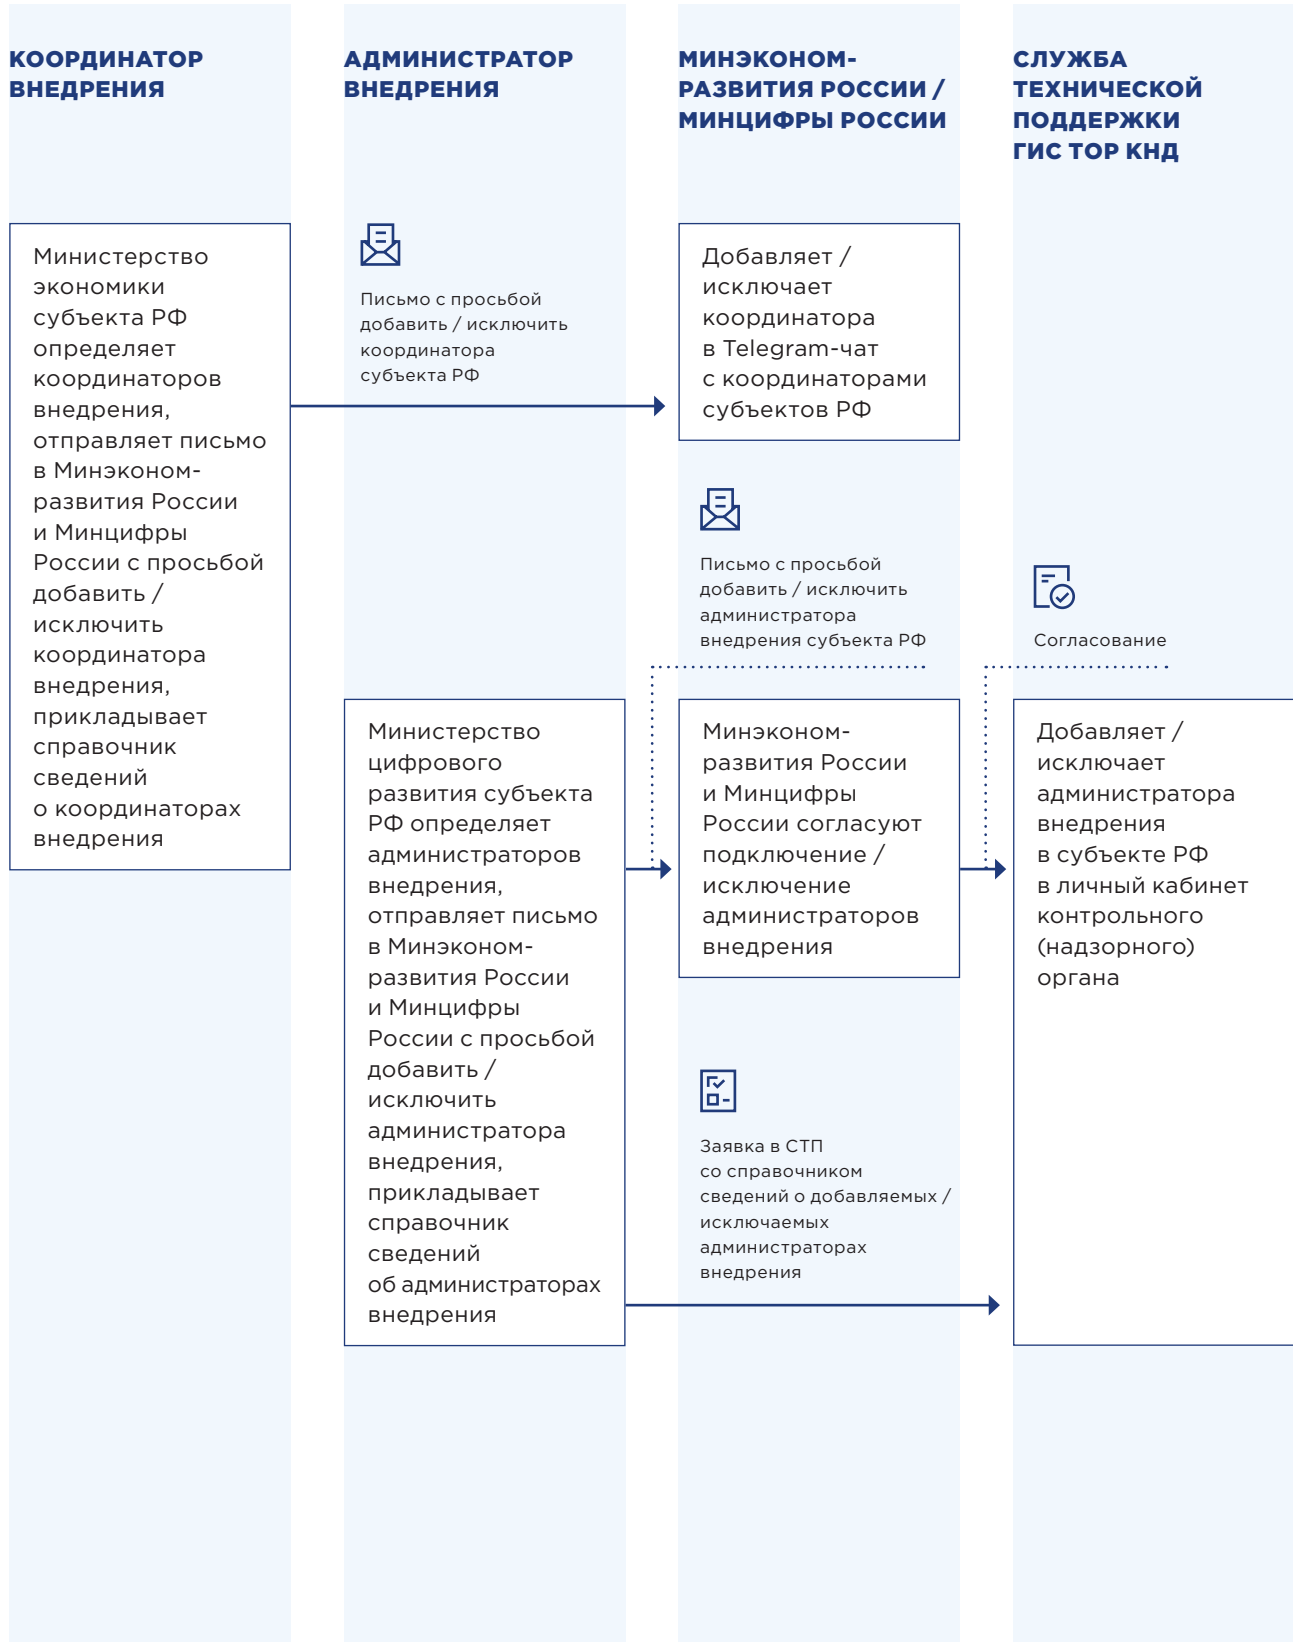 КООРДИНАТОР
ВНЕДРЕНИЯ
АДМИНИСТРАТОР
ВНЕДРЕНИЯ
МИНЭКОНОМ-
РАЗВИТИЯ РОССИИ /
МИНЦИФРЫ РОССИИ
СЛУЖБА
ТЕХНИЧЕСКОЙ
ПОДДЕРЖКИ
ГИС ТОР КНД
Министерство
экономики
субъекта РФ
определяет
координаторов
внедрения,
отправляет письмо
в Минэконом-
развития России
и Минцифры
России с просьбой
добавить /
исключить
координатора
внедрения,
прикладывает
справочник
сведений
о координаторах
внедрения
Письмо с просьбой
добавить / исключить
координатора
субъекта РФ
Добавляет /
исключает
координатора
в Telegram-чат
с координаторами
субъектов РФ
Письмо с просьбой
добавить / исключить
администратора
внедрения субъекта РФ
Согласование
Министерство
цифрового
развития субъекта
РФ определяет
администраторов
внедрения,
отправляет письмо
в Минэконом-
развития России
и Минцифры
России с просьбой
добавить /
исключить
администратора
внедрения,
прикладывает
справочник
сведений
об администраторах
внедрения
Минэконом-
развития России
и Минцифры
России согласуют
подключение /
исключение
администраторов
внедрения
Добавляет /
исключает
администратора
внедрения
в субъекте РФ
в личный кабинет
контрольного
(надзорного)
органа
Заявка в СТП
со справочником
сведений о добавляемых /
исключаемых
администраторах
внедрения